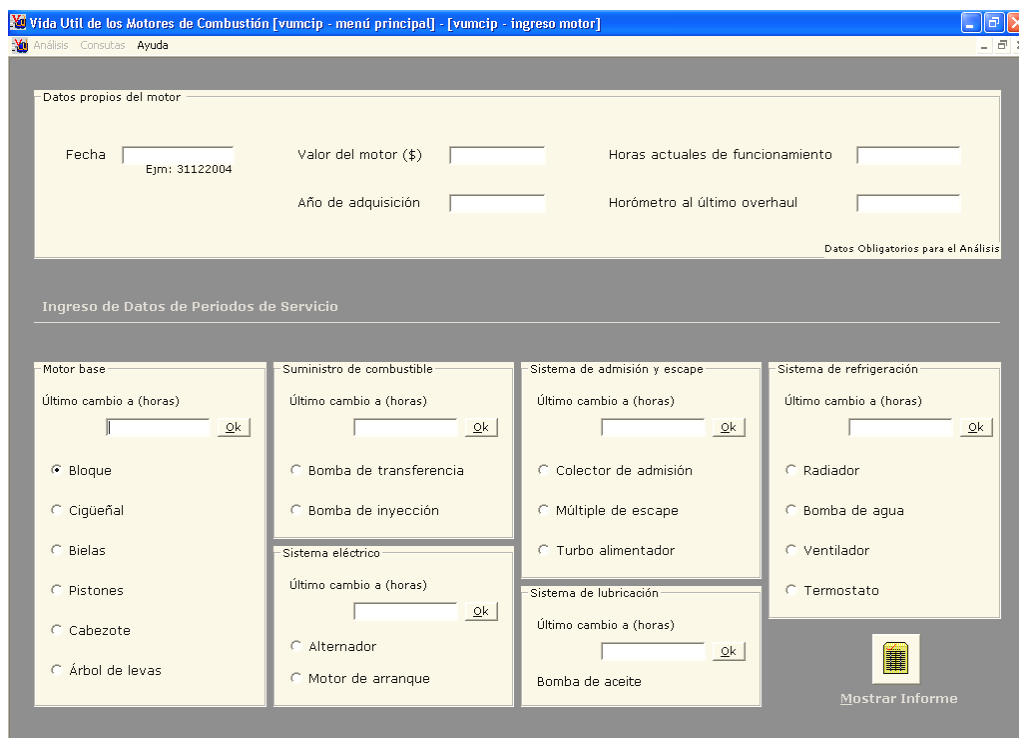 Vida Util de los Motores de Combustión [vumcip - menú principal] - [vumcip - ingreso motor]
Análisis Consutas Ayuda
Datos propios del motor
Fecha
Ejm: 31122004
Valor del motor ($)
Horas actuales de funcionamiento
Año de adquisición
Horómetro al último overhaul
Datos Obligatorios para el Análisis
Ingreso de Datos de Periodos de Servicio
Motor base
Último cambio a (horas)
Ok
Bloque
Cigüeñal
Bielas
Pistones
Cabezote
Árbol de levas
Suministro de combustible
Último cambio a (horas)
Ok
Bomba de transferencia
Bomba de inyección
Sistema eléctrico
Último cambio a (horas)
Ok
Alternador
Motor de arranque
Sistema de admisión y escape
Último cambio a (horas)
Ok
Colector de admisión
Múltiple de escape
Turbo alimentador
Sistema de lubricación
Último cambio a (horas)
Ok
Bomba de aceite
Sistema de refrigeración
Último cambio a (horas)
Ok
Radiador
Bomba de agua
Ventilador
Termostato
Mostrar Informe